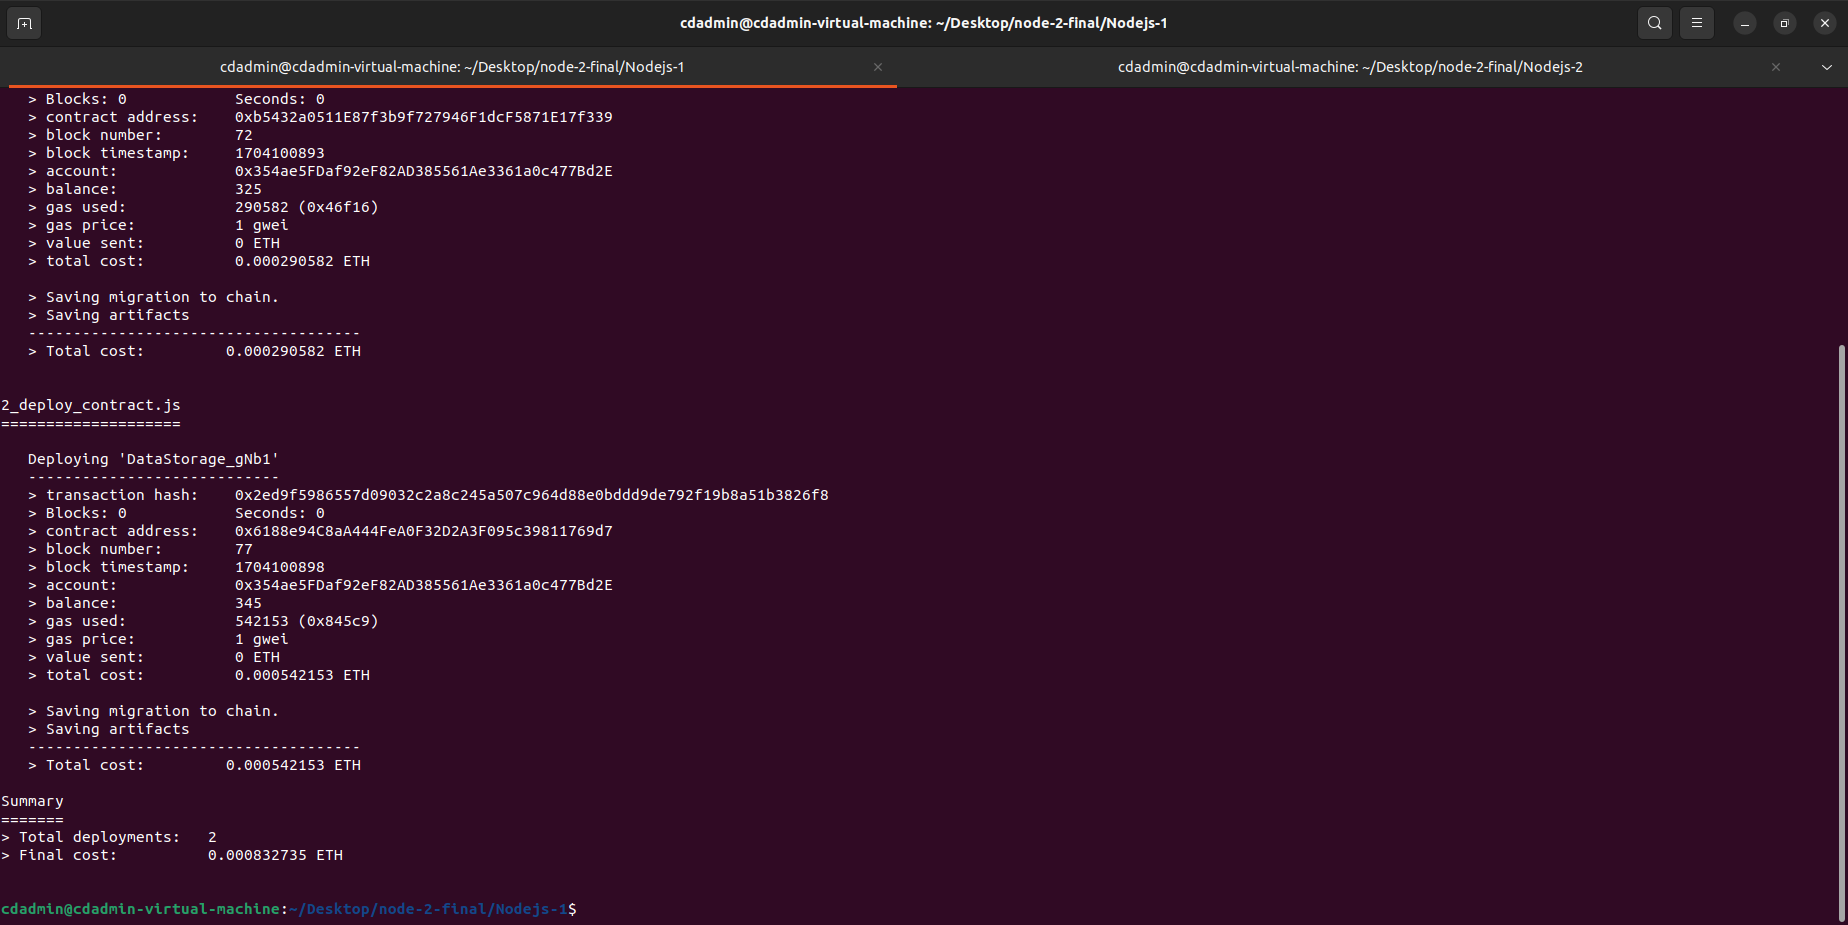 cdadmin@cdadmin-virtual-machine: ~/Desktop/node-2-final/Nodejs-1
cdadmin@cdadmin-virtual-machine: ~/Desktop/node-2-final/Nodejs-1
cdadmin@cdadmin-virtual-machine: ~/Desktop/node-2-final/Nodejs-2
> Blocks: 0            Seconds: 0
> contract address:    0xb5432a0511E87f3b9f727946F1dcF5871E17f339
> block number:        72
> block timestamp:     1704100893
> account:             0x354ae5FDaf92eF82AD385561Ae3361a0c477Bd2E
> balance:             325
> gas used:            290582 (0x46f16)
> gas price:           1 gwei
> value sent:          0 ETH
> total cost:          0.000290582 ETH
> Saving migration to chain.
> Saving artifacts
-------------------------------------
> Total cost:         0.000290582 ETH
2_deploy_contract.js
====================
Deploying 'DataStorage_gNb1'
----------------------------
> transaction hash:    0x2ed9f5986557d09032c2a8c245a507c964d88e0bddd9de792f19b8a51b3826f8
> Blocks: 0            Seconds: 0
> contract address:    0x6188e94C8aA444FeA0F32D2A3F095c39811769d7
> block number:        77
> block timestamp:     1704100898
> account:             0x354ae5FDaf92eF82AD385561Ae3361a0c477Bd2E
> balance:             345
> gas used:            542153 (0x845c9)
> gas price:           1 gwei
> value sent:          0 ETH
> total cost:          0.000542153 ETH
> Saving migration to chain.
> Saving artifacts
-------------------------------------
> Total cost:         0.000542153 ETH
Summary
=======
> Total deployments:   2
> Final cost:          0.000832735 ETH
cdadmin@cdadmin-virtual-machine:~/Desktop/node-2-final/Nodejs-1$